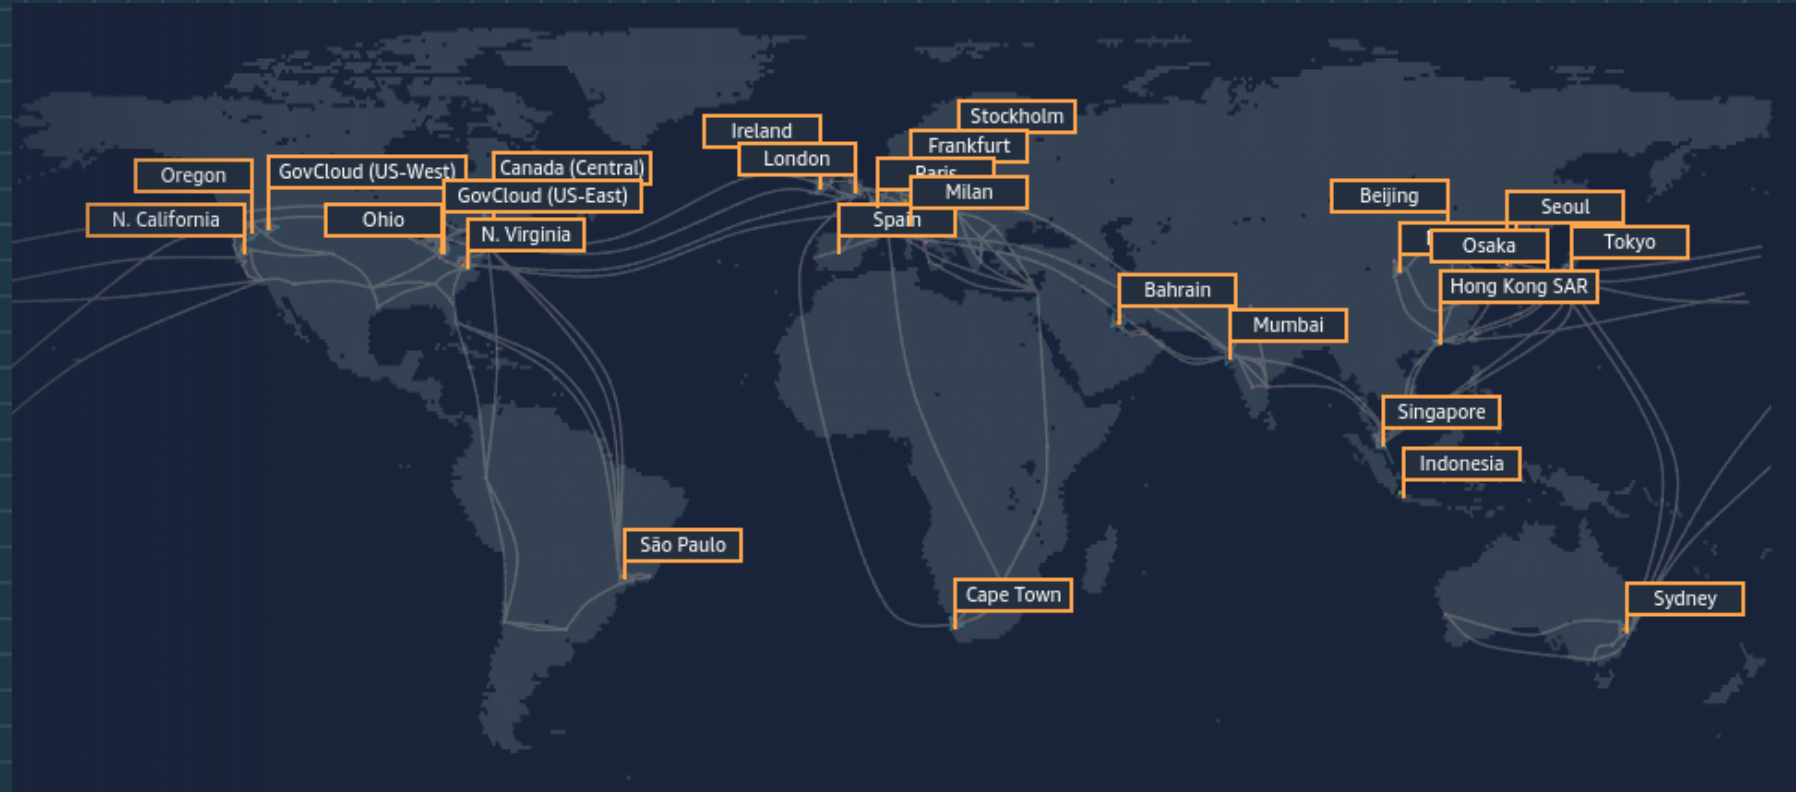 Stockholm
Ireland
Frankfurt
London
Paris
Milan
Spain
Oregon
GovCloud (US-West)
Canada (Central)
GovCloud (US-East)
N. California
Ohio
N. Virginia
Beijing
Seoul
Osaka
Tokyo
Hong Kong SAR
Bahrain
Mumbai
Singapore
Indonesia
São Paulo
Cape Town
Sydney